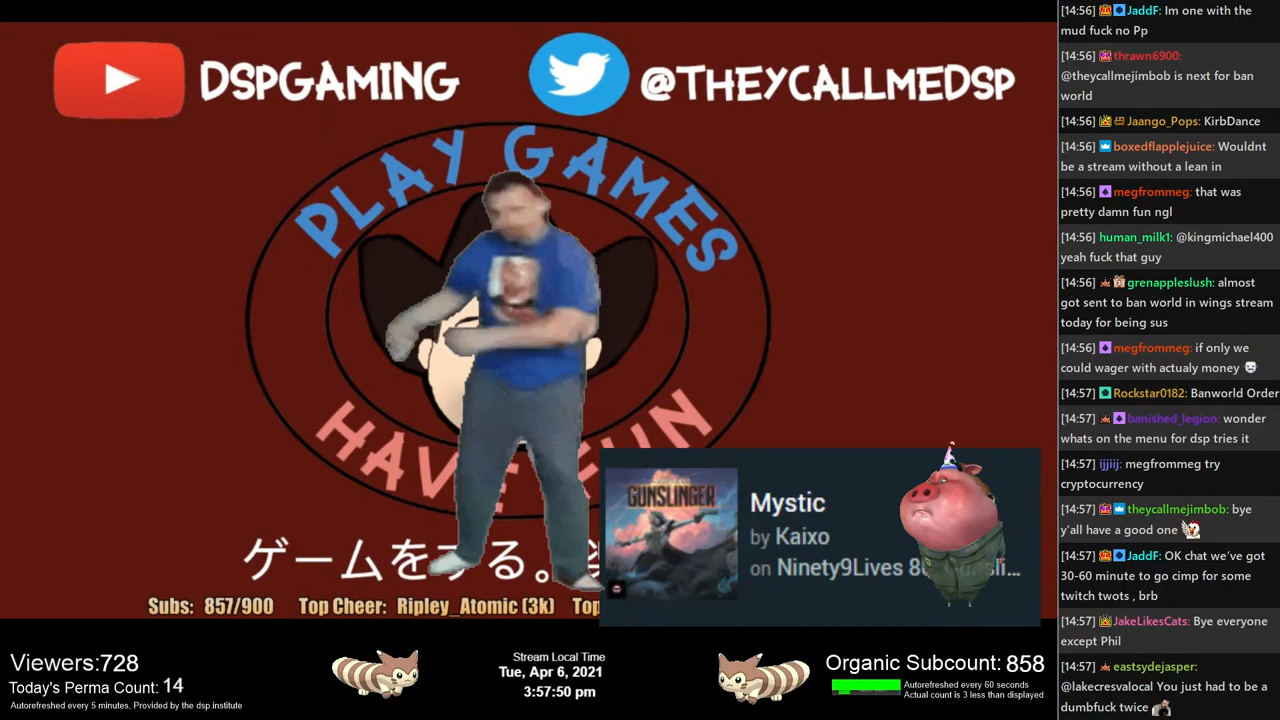 DSPGAMING
@THEYCALLMEDSP
PLAY GAMES
HAVE FUN
ゲームをする。
Subs: 857/900 Top Cheer: Ripley_Atomic (3k) Top
GUNSLINGER
Mystic
by Kaixo
on Ninety9Lives
Viewers:728
Today's Perma Count: 14
Autorefreshed every 5 minutes, Provided by the dsp.institute
Stream Local Time
Tue, Apr 6, 2021
3:57:50 pm
Organic Subcount: 858
Autorefreshed every 60 seconds
Actual count is 3 less than displayed
[14:56] JaddF: Im one with the
mud fuck no Pp
[14:56] thrawn6900:
@theycallmejimbob is next for ban
world
[14:56] Jaango_Pops: KirbDance
[14:56] boxedflapplejuice: Wouldnt
be a stream without a lean in
[14:56] megfrommeg: that was
pretty damn fun ngl
[14:56] human_milk1: @kingmichael400
yeah fuck that guy
[14:56] grenappleslush: almost
got sent to ban world in wings stream
today for being sus
[14:56] megfrommeg: if only we
could wager with actualy money
[14:57] Rockstar0182: Banworld Order
[14:57] banished_legion: wonder
whats on the menu for dsp tries it
[14:57] ijjiij: megfrommeg try
cryptocurrency
[14:57] theycallmejimbob: bye
y'all have a good one
[14:57] JaddF: OK chat we've got
30-60 minute to go cimp for some
twitch twots , brb
[14:57] JakeLikesCats: Bye everyone
except Phil
[14:57] eastsydejasper:
@lakecresvalocal You just had to be a
dumbfuck twice